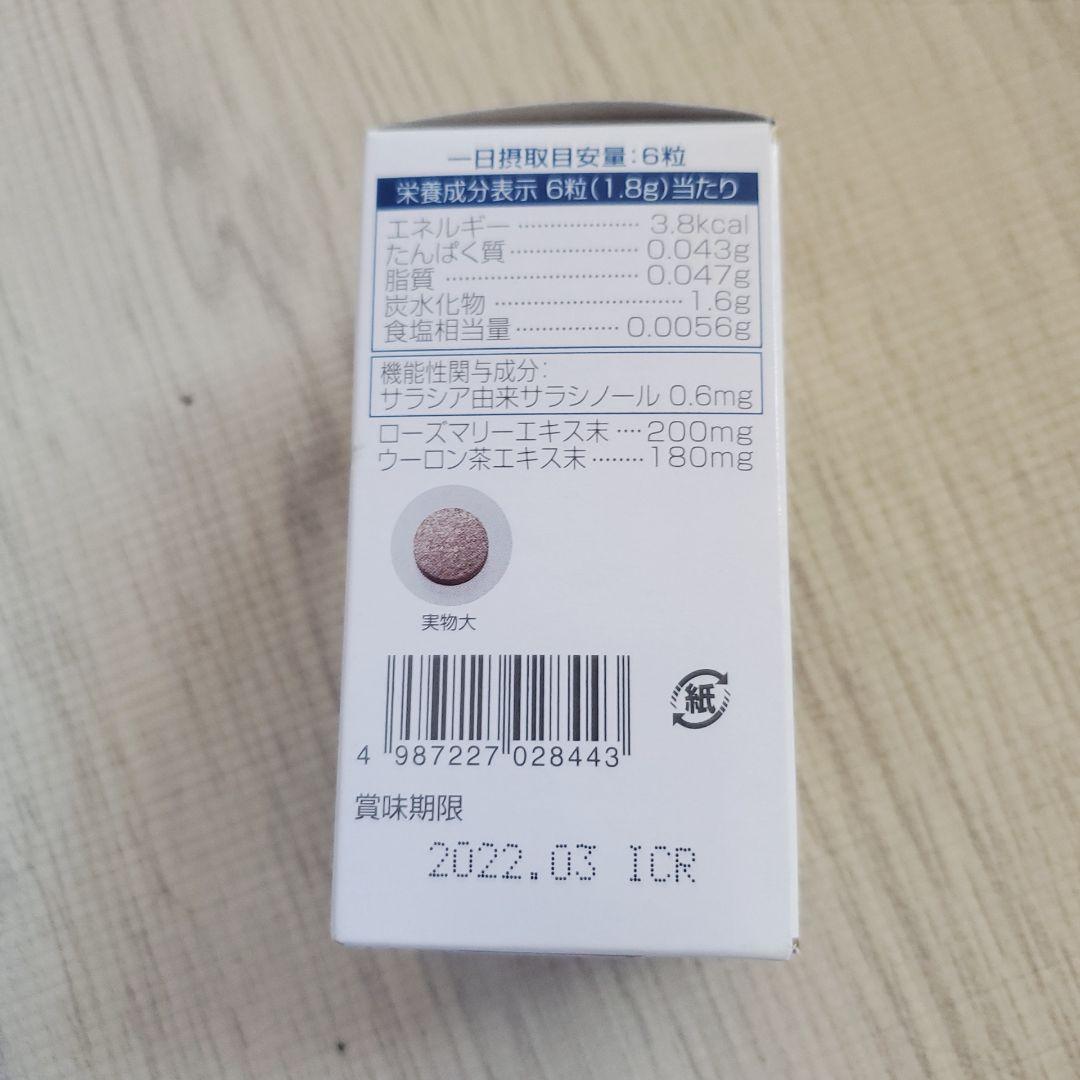 一日摂取目安量:6粒
栄養成分表示 6粒(1.8g)当たり
エネルギー ………………… 3.8kcal
たんぱく質 ………………… 0.043g
脂質 ………………………… 0.047g
炭水化物 ……………………… 1.6g
食塩相当量 …………… 0.0056g
機能性関与成分:
サラシア由来サラシノール 0.6mg
ローズマリーエキス末 …‥200mg
ウーロン茶エキス末 ………180mg
実物大
紙
4 987227 028443
賞味期限
2022.03 ICR